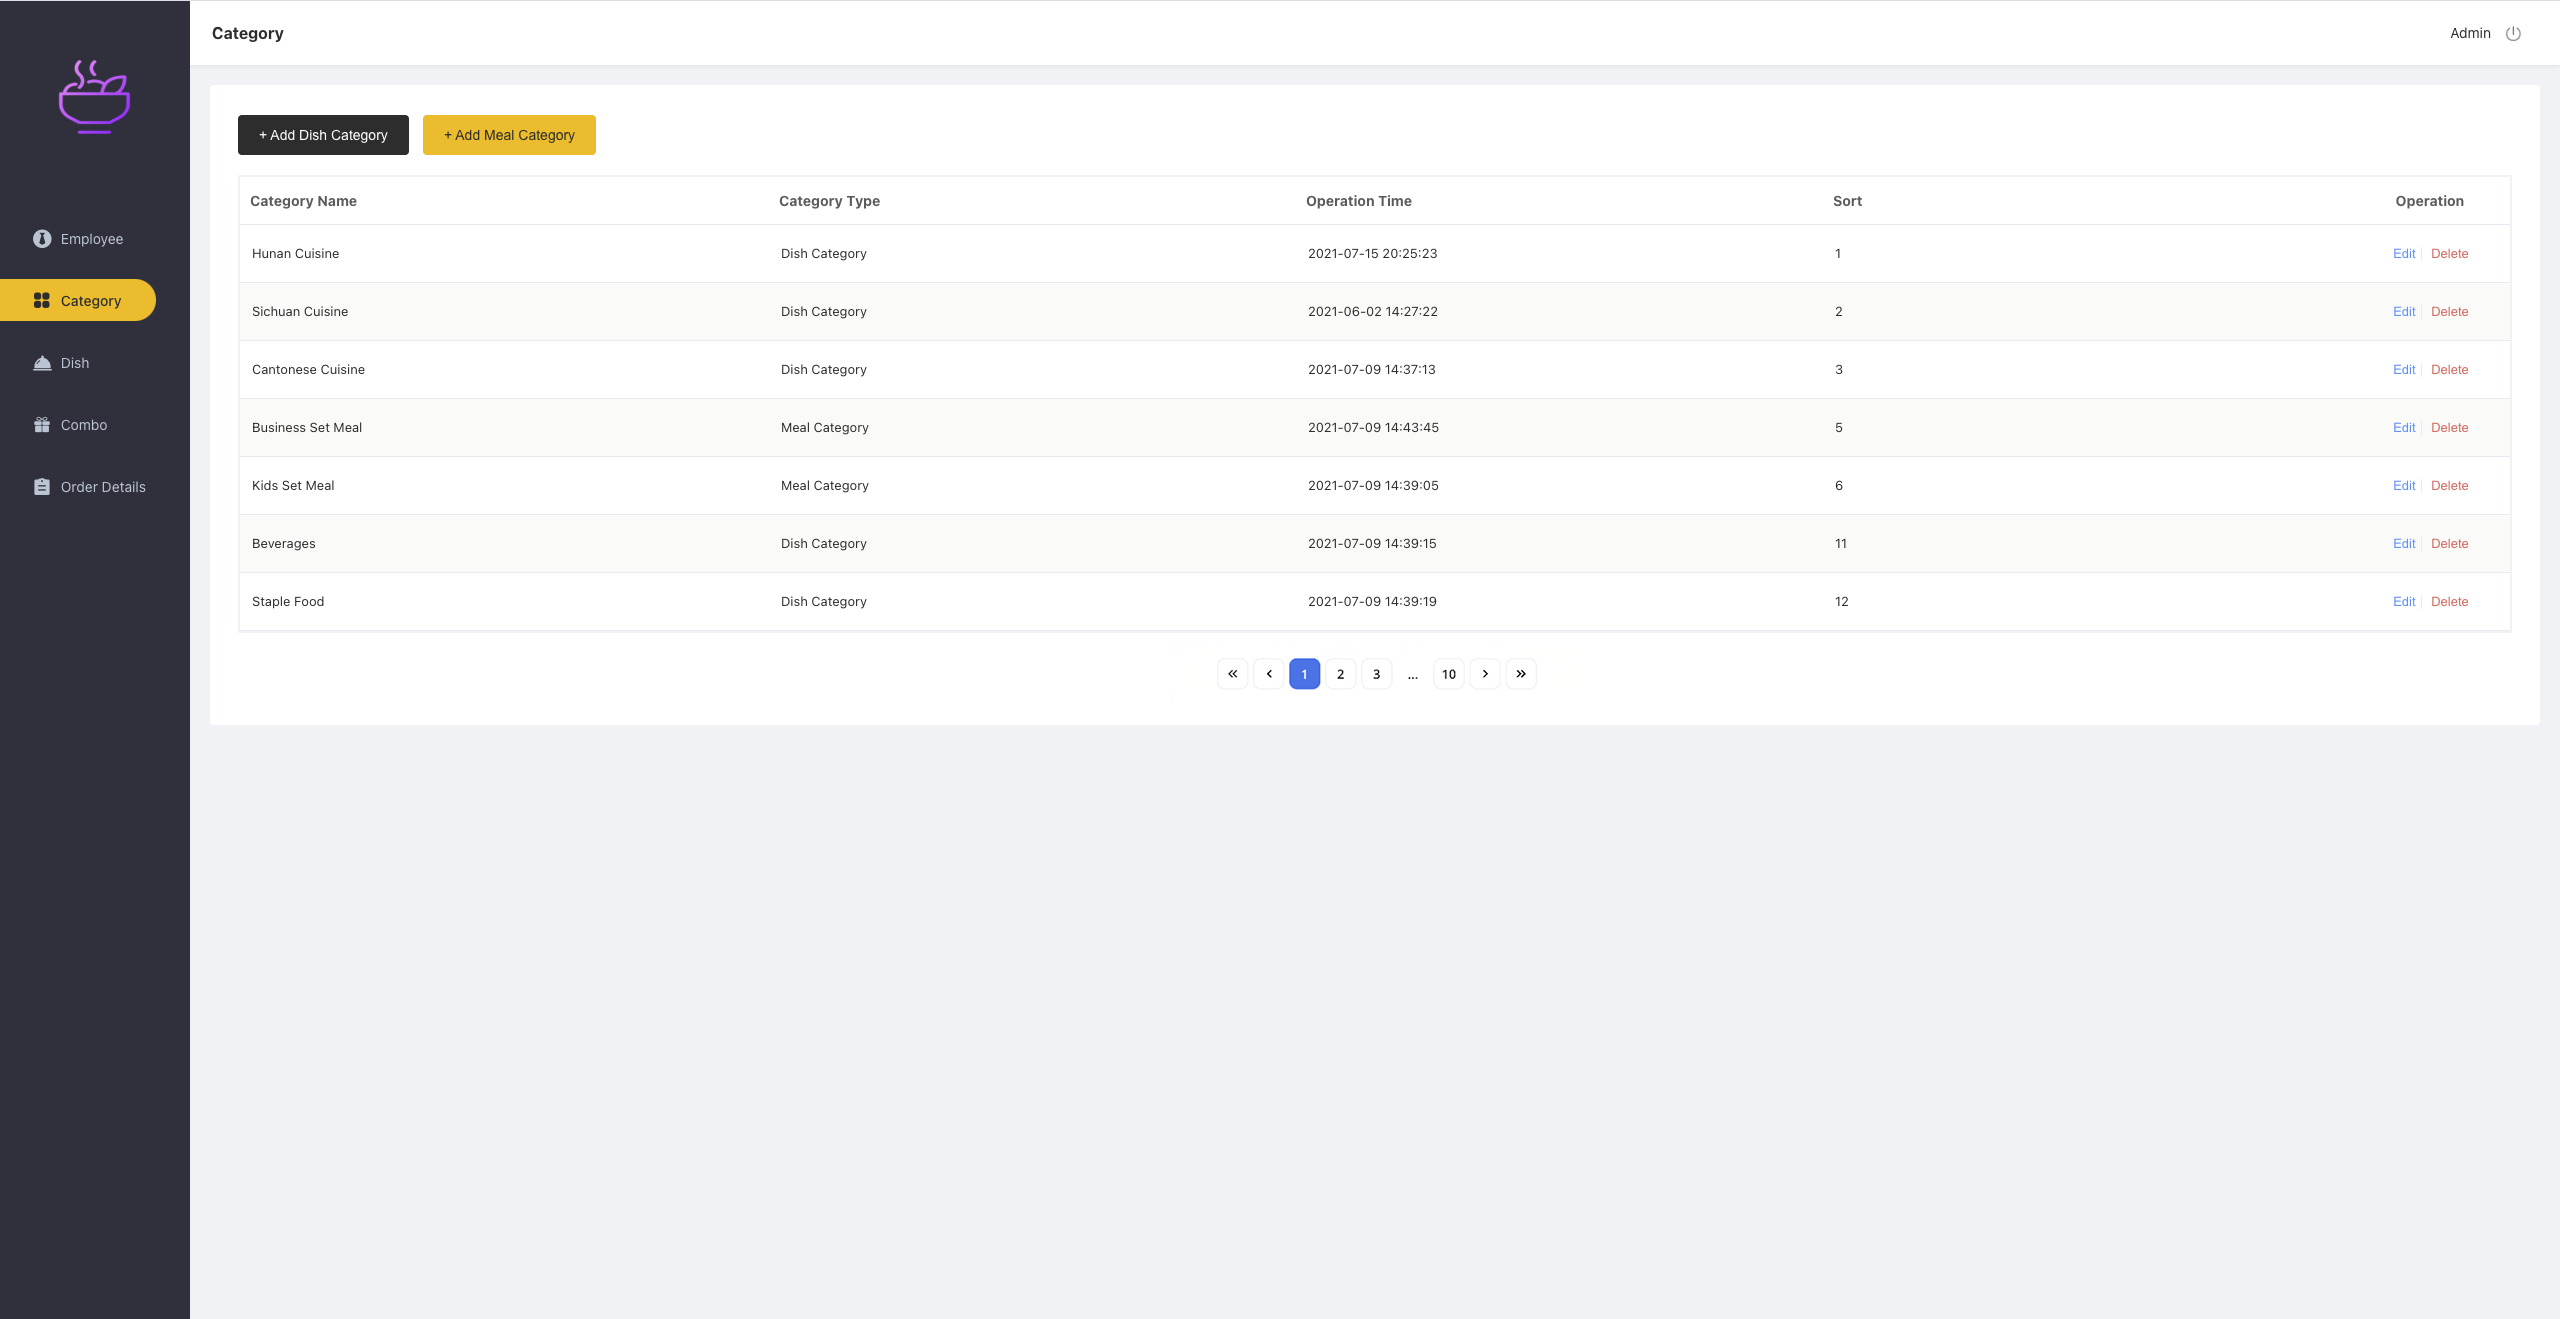 Category
Admin
Employee
Category
Dish
Combo
Order Details
+ Add Dish Category + Add Meal Category
Category Name Category Type Operation Time Sort Operation
Hunan Cuisine Dish Category 2021-07-15 20:25:23 1 Edit Delete
Sichuan Cuisine Dish Category 2021-06-02 14:27:22 2 Edit Delete
Cantonese Cuisine Dish Category 2021-07-09 14:37:13 3 Edit Delete
Business Set Meal Meal Category 2021-07-09 14:43:45 5 Edit Delete
Kids Set Meal Meal Category 2021-07-09 14:39:05 6 Edit Delete
Beverages Dish Category 2021-07-09 14:39:15 11 Edit Delete
Staple Food Dish Category 2021-07-09 14:39:19 12 Edit Delete
« ‹ 1 2 3 ... 10 › »